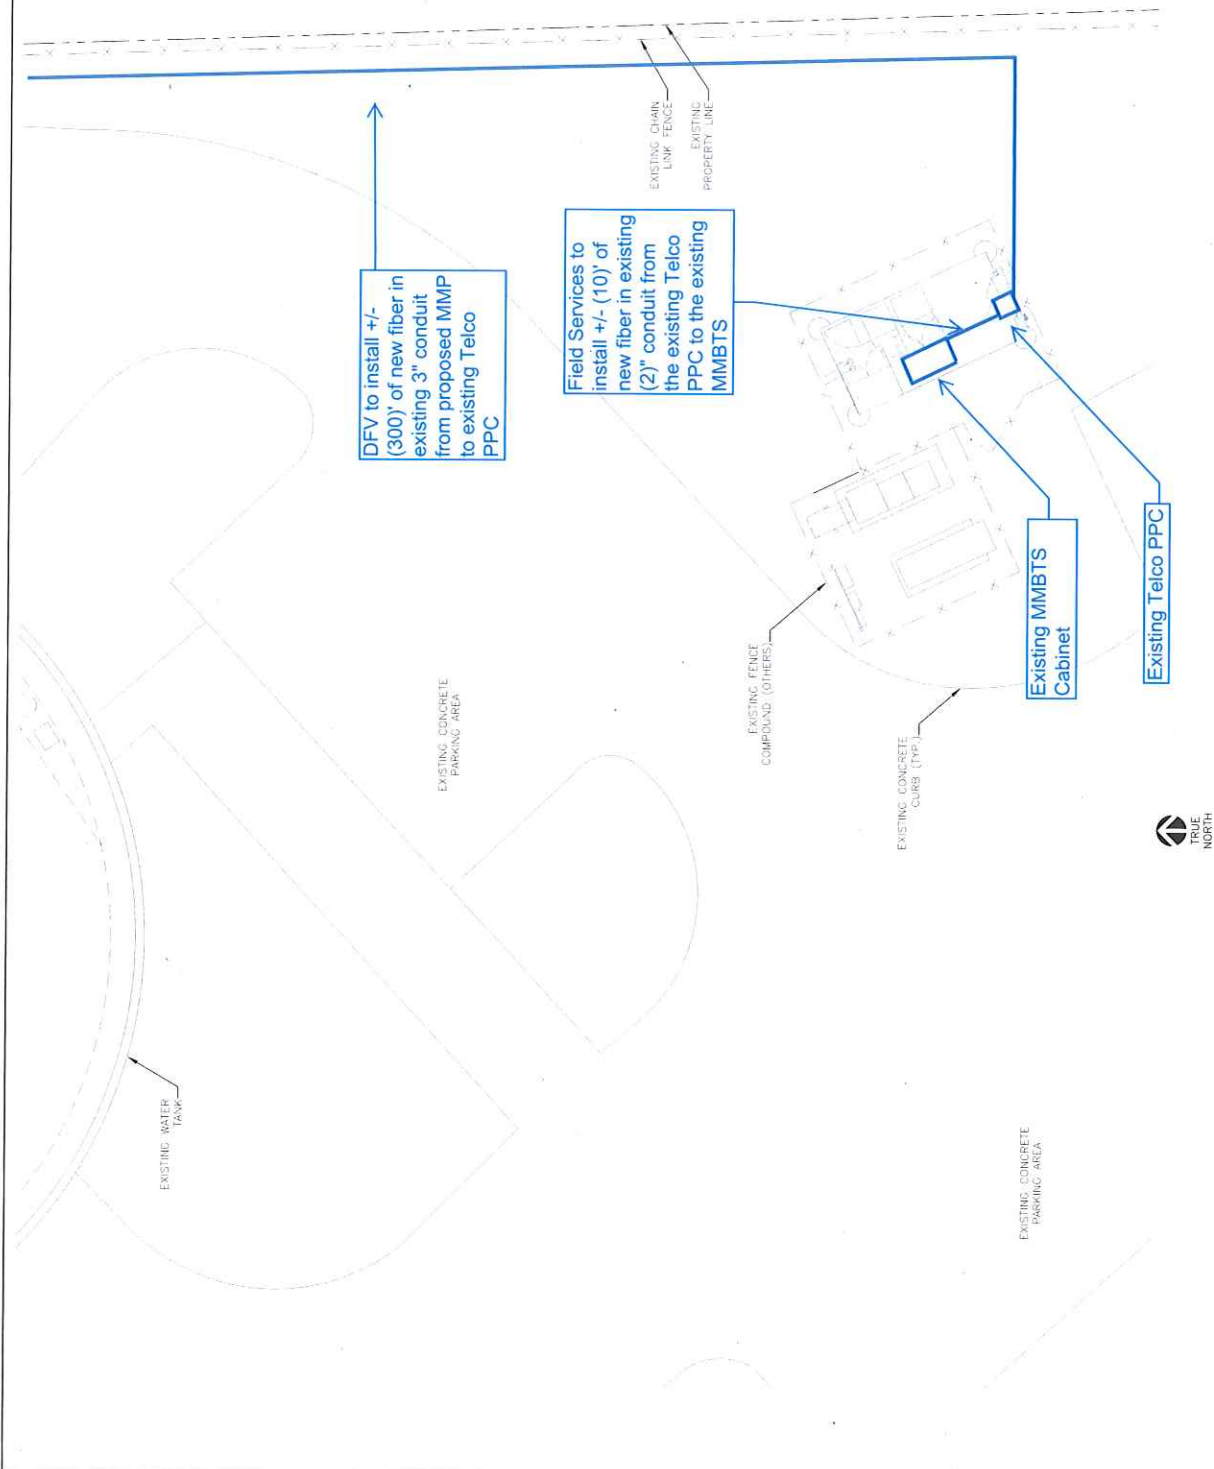 EXISTING CHAIN
LINK FENCE
EXISTING
PROPERTY LINE
DFV to install +/-
(300)' of new fiber in
existing 3" conduit
from proposed MMP
to existing Telco
PPC
Field Services to
install +/- (10)' of
new fiber in existing
(2)" conduit from
the existing Telco
PPC to the existing
MMBTS
Existing MMBTS
Cabinet
Existing Telco PPC
EXISTING CONCRETE
PARKING AREA
EXISTING FENCE
COMPOUND (OTHERS)
EXISTING CONCRETE
CURB (TYP.)
TRUE
NORTH
EXISTING WATER
TANK
EXISTING CONCRETE
PARKING AREA